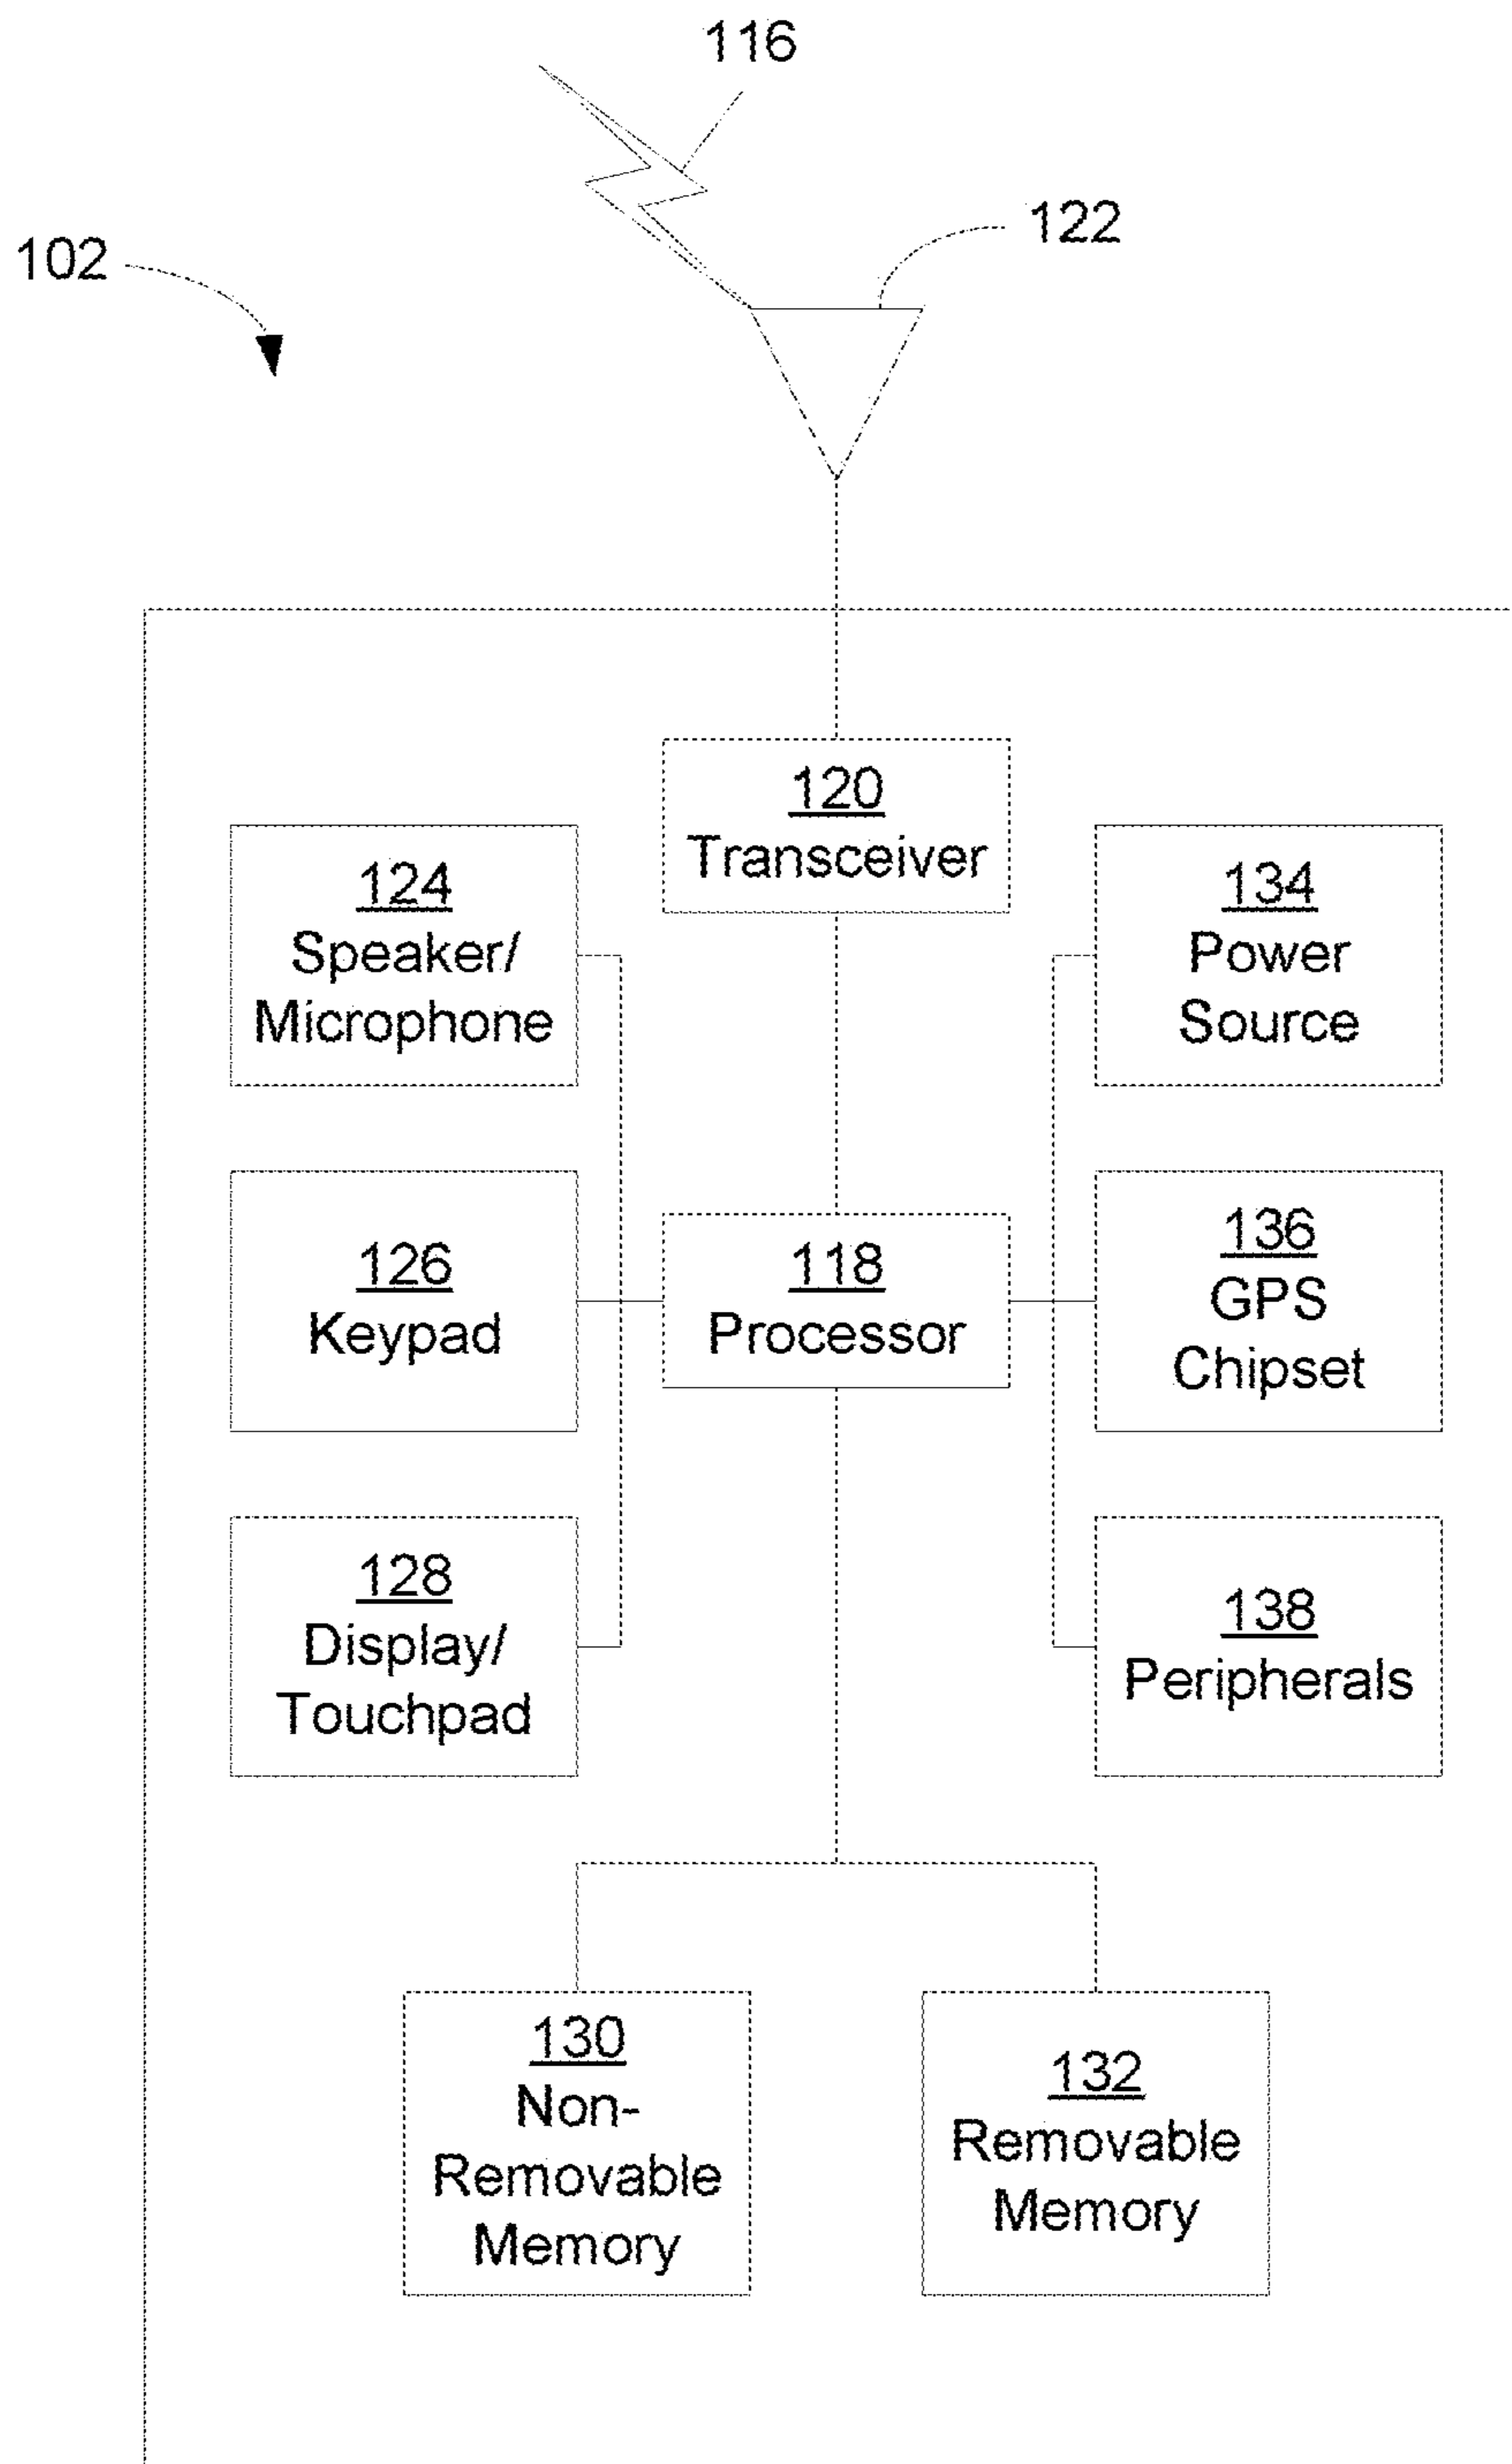 116
122
102
120
Transceiver
124
Speaker/
Microphone
134
Power
Source
126
Keypad
118
Processor
136
GPS
Chipset
128
Display/
Touchpad
138
Peripherals
130
Non-
Removable
Memory
132
Removable
Memory